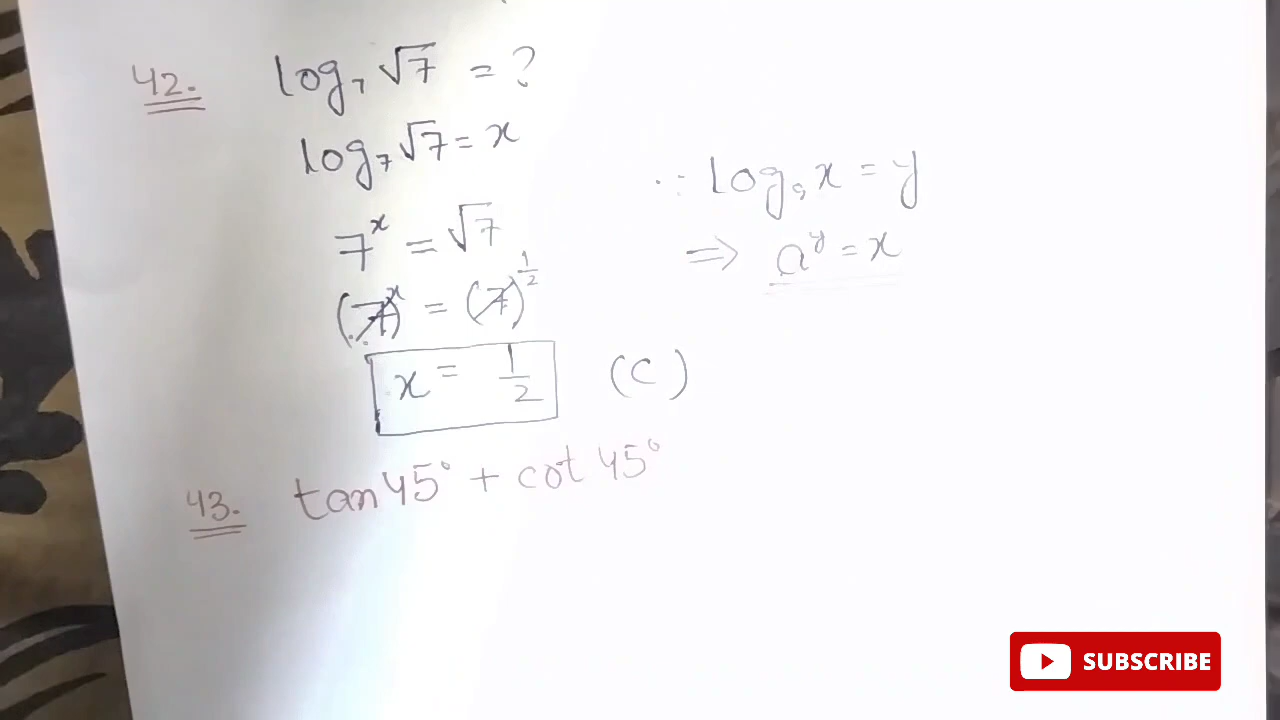 42. log₇ √7 = ?
log₇ √7 = x
7ˣ = √7
(7ˣ) = (7)^½
x = 1/2 (C)
∵ logₐ x = y
⇒ aʸ = x
43. tan 45° + cot 45°
SUBSCRIBE